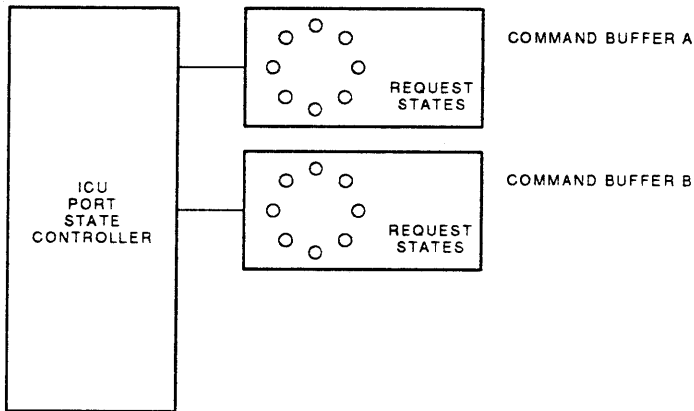 COMMAND BUFFER A
REQUEST
STATES
COMMAND BUFFER B
REQUEST
STATES
ICU
PORT
STATE
CONTROLLER